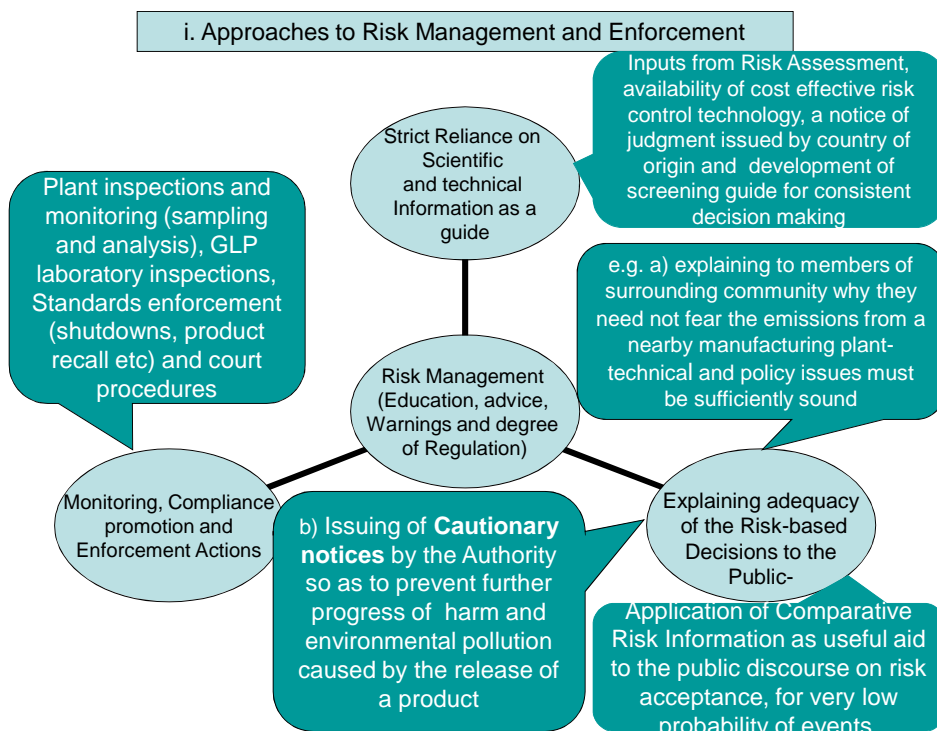 i. Approaches to Risk Management and Enforcement
Inputs from Risk Assessment,
availability of cost effective risk
control technology, a notice of
judgment issued by country of
origin and development of
screening guide for consistent
decision making
Strict Reliance on
Scientific
and technical
Information as a
guide
Plant inspections and
monitoring (sampling
and analysis), GLP
laboratory inspections,
Standards enforcement
(shutdowns, product
recall etc) and court
procedures
e.g. a) explaining to members of
surrounding community why they
need not fear the emissions from a
nearby manufacturing plant-
technical and policy issues must
be sufficiently sound
Risk Management
(Education, advice,
Warnings and degree
of Regulation)
Monitoring, Compliance
promotion and
Enforcement Actions
b) Issuing of Cautionary
notices by the Authority
so as to prevent further
progress of harm and
environmental pollution
caused by the release of
a product
Explaining adequacy
of the Risk-based
Decisions to the
Public-
Application of Comparative
Risk Information as useful aid
to the public discourse on risk
acceptance, for very low
probability of events